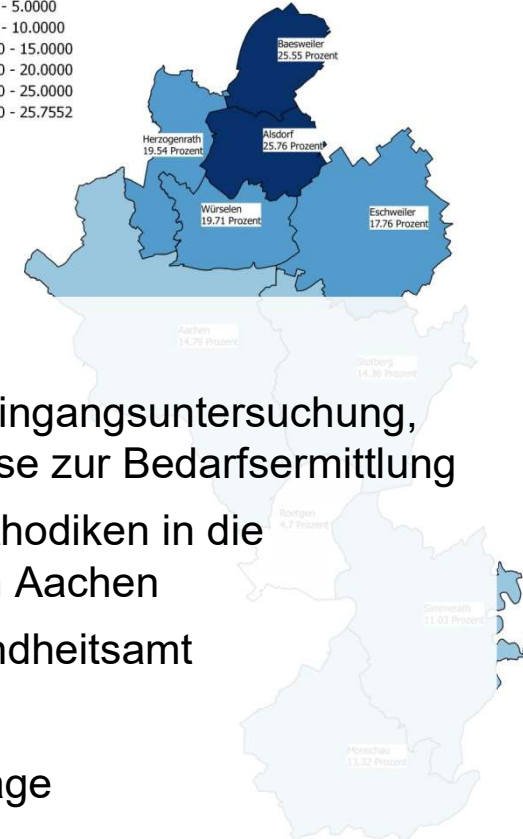 - 5.0000
- 10.0000
0 - 15.0000
0 - 20.0000
0 - 25.0000
0 - 25.7552
Baesweiler
25.55 Prozent
Herzogenrath
19.54 Prozent
Alsdorf
25.76 Prozent
Würselen
19.71 Prozent
Eschweiler
17.76 Prozent
Aachen
14.79 Prozent
Stolberg
14.36 Prozent
ingangsuntersuchung,
se zur Bedarfsermittlung
Roetgen
4.7 Prozent
hodiken in die
Aachen
Simmerath
11.03 Prozent
ndheitsamt
Monschau
13.32 Prozent
age